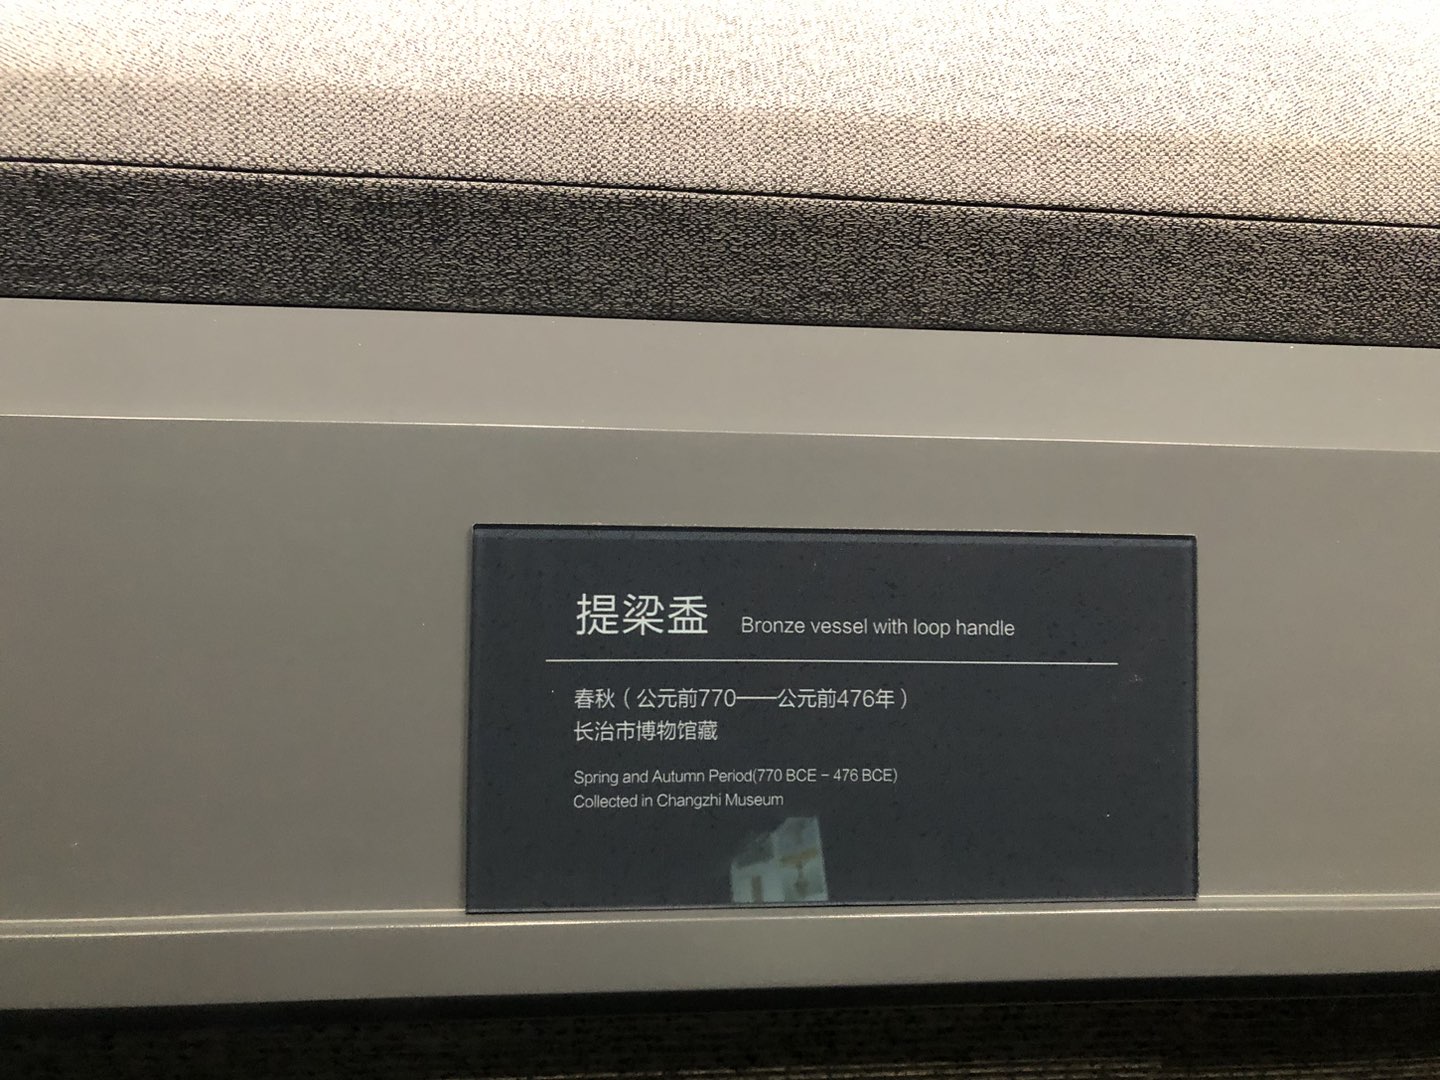 提梁盉 Bronze vessel with loop handle
春秋（公元前770——公元前476年）
长治市博物馆藏
Spring and Autumn Period(770 BCE – 476 BCE)
Collected in Changzhi Museum